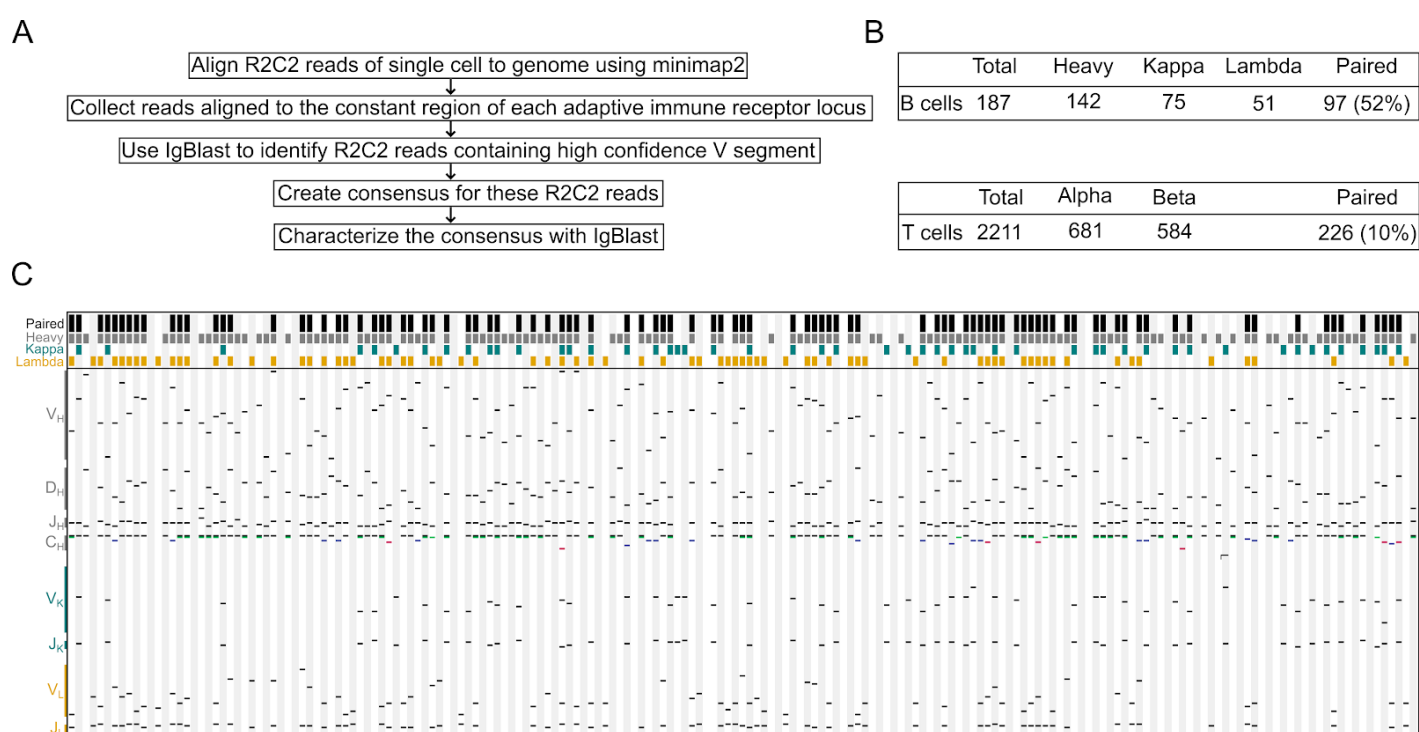 A
Align R2C2 reads of single cell to genome using minimap2
Collect reads aligned to the constant region of each adaptive immune receptor locus
Use IgBlast to identify R2C2 reads containing high confidence V segment
Create consensus for these R2C2 reads
Characterize the consensus with IgBlast
B
Total Heavy Kappa Lambda Paired
B cells 187 142 75 51 97 (52%)
Total Alpha Beta Paired
T cells 2211 681 584 226 (10%)
C
Paired
Heavy
Kappa
Lambda
VH
DH
JH
CH
VK
JK
VL